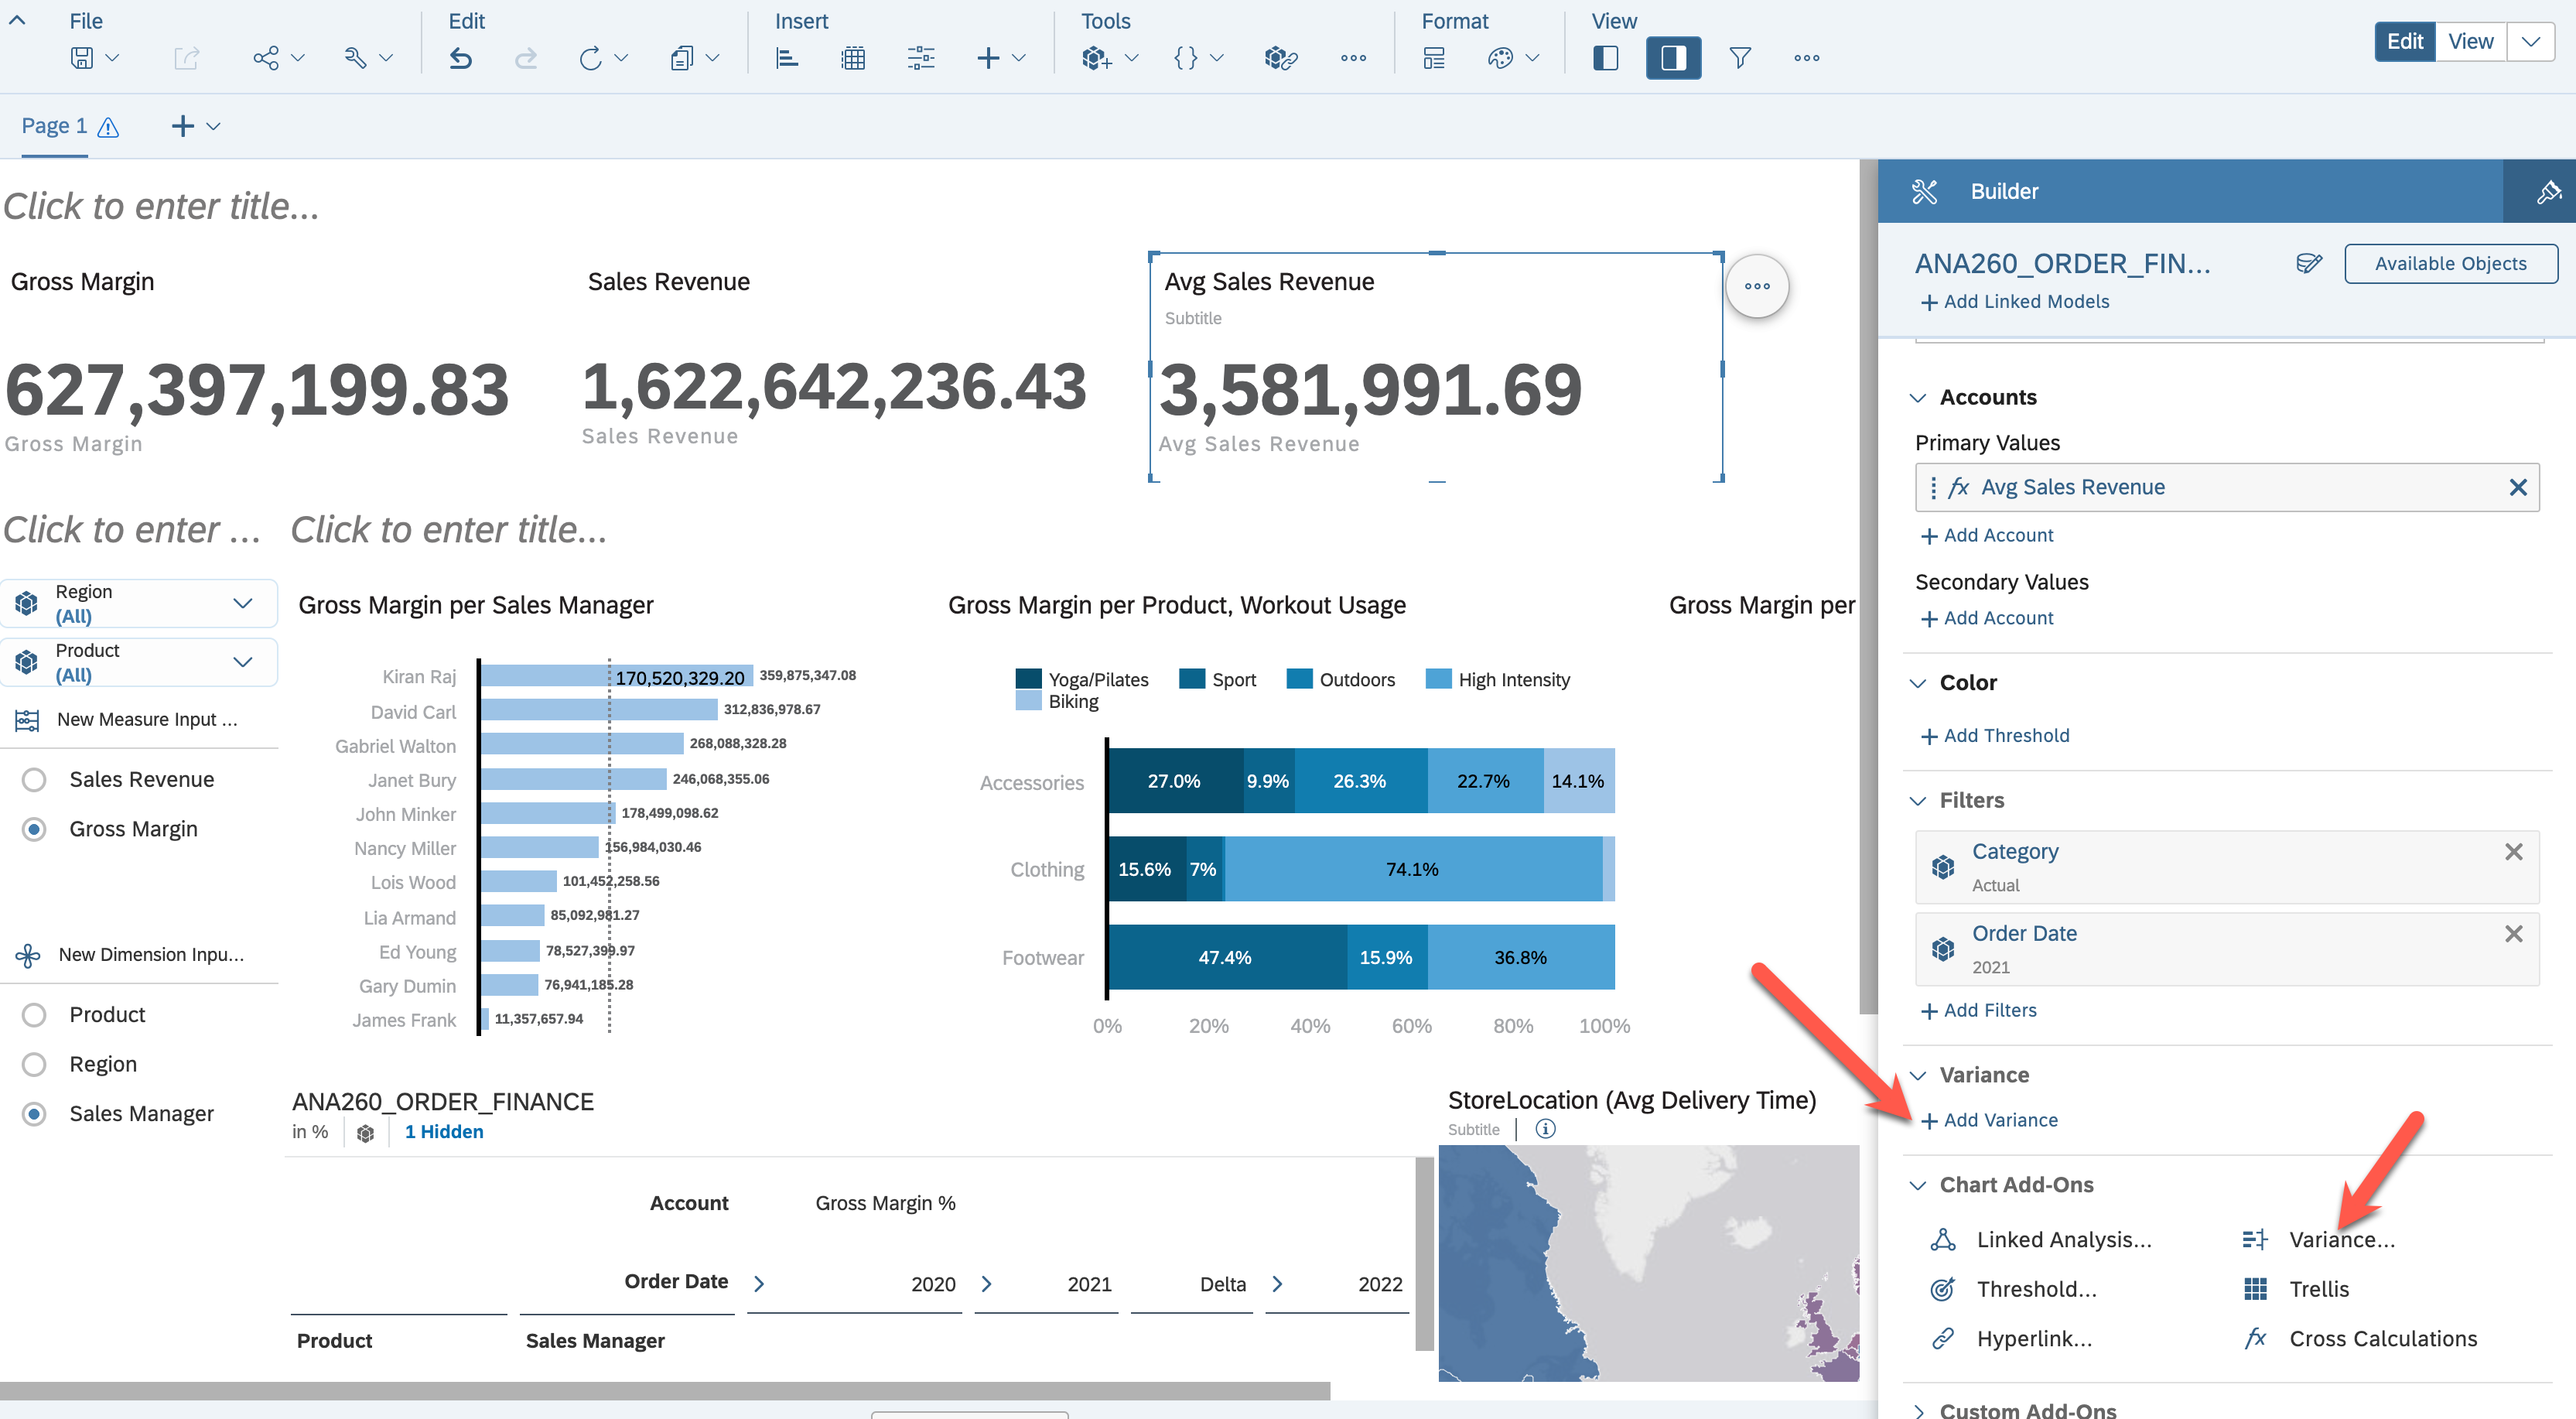 File
Edit
Insert
Tools
Format
View
Edit
View
Page 1
Click to enter title...
Gross Margin
627,397,199.83
Gross Margin
Sales Revenue
1,622,642,236.43
Sales Revenue
Avg Sales Revenue
Subtitle
3,581,991.69
Avg Sales Revenue
Click to enter ...
Click to enter title...
Region
(All)
Product
(All)
New Measure Input ...
Sales Revenue
Gross Margin
New Dimension Inpu...
Product
Region
Sales Manager
Gross Margin per Sales Manager
Kiran Raj 170,520,329.20 359,875,347.08
David Carl 312,836,978.67
Gabriel Walton 268,088,328.28
Janet Bury 246,068,355.06
John Minker 178,499,098.62
Nancy Miller 156,984,030.46
Lois Wood 101,452,258.56
Lia Armand 85,092,981.27
Ed Young 78,527,399.97
Gary Dumin 76,941,185.28
James Frank 11,357,657.94
Gross Margin per Product, Workout Usage
Yoga/Pilates Sport Outdoors High Intensity
Biking
Accessories 27.0% 9.9% 26.3% 22.7% 14.1%
Clothing 15.6% 7% 74.1%
Footwear 47.4% 15.9% 36.8%
0% 20% 40% 60% 80% 100%
Gross Margin per
ANA260_ORDER_FINANCE
in % 1 Hidden
Account Gross Margin %
Order Date 2020 2021 Delta 2022
Product Sales Manager
StoreLocation (Avg Delivery Time)
Subtitle
Builder
ANA260_ORDER_FIN...
Available Objects
+ Add Linked Models
Accounts
Primary Values
fx Avg Sales Revenue
+ Add Account
Secondary Values
+ Add Account
Color
+ Add Threshold
Filters
Category
Actual
Order Date
2021
+ Add Filters
Variance
+ Add Variance
Chart Add-Ons
Linked Analysis... Variance...
Threshold... Trellis
Hyperlink... fx Cross Calculations
Custom Add-Ons